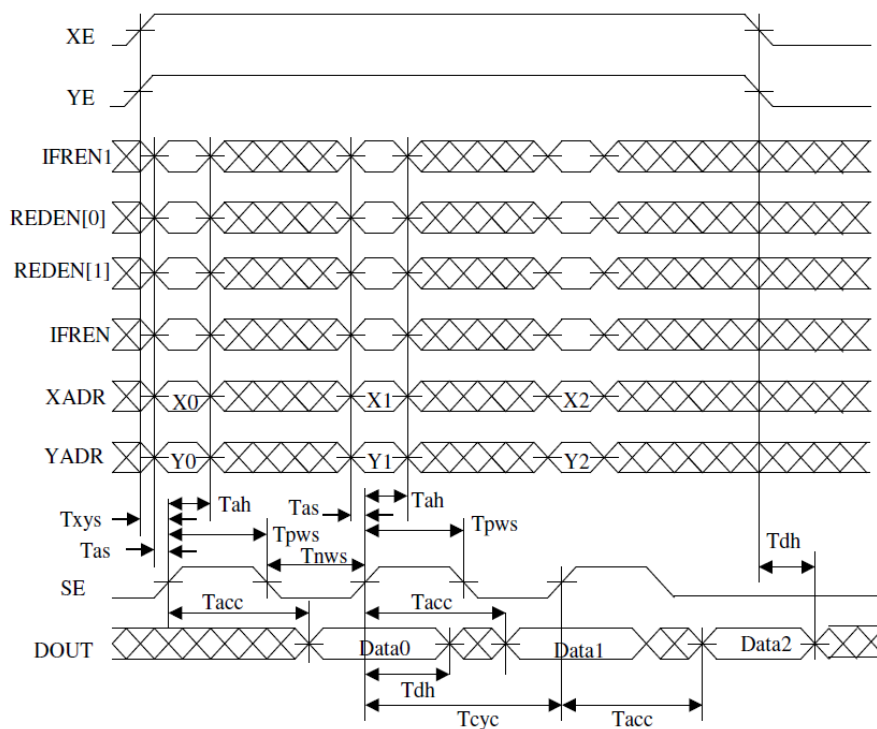 XE
YE
IFREN1
REDEN[0]
REDEN[1]
IFREN
XADR X0 X1 X2
YADR Y0 Y1 Y2
Tah Tas Tah
Txys Tpws Tpws
Tas Tnws Tdh
SE
Tacc Tacc
DOUT Data0 Data1 Data2
Tdh
Tcyc Tacc